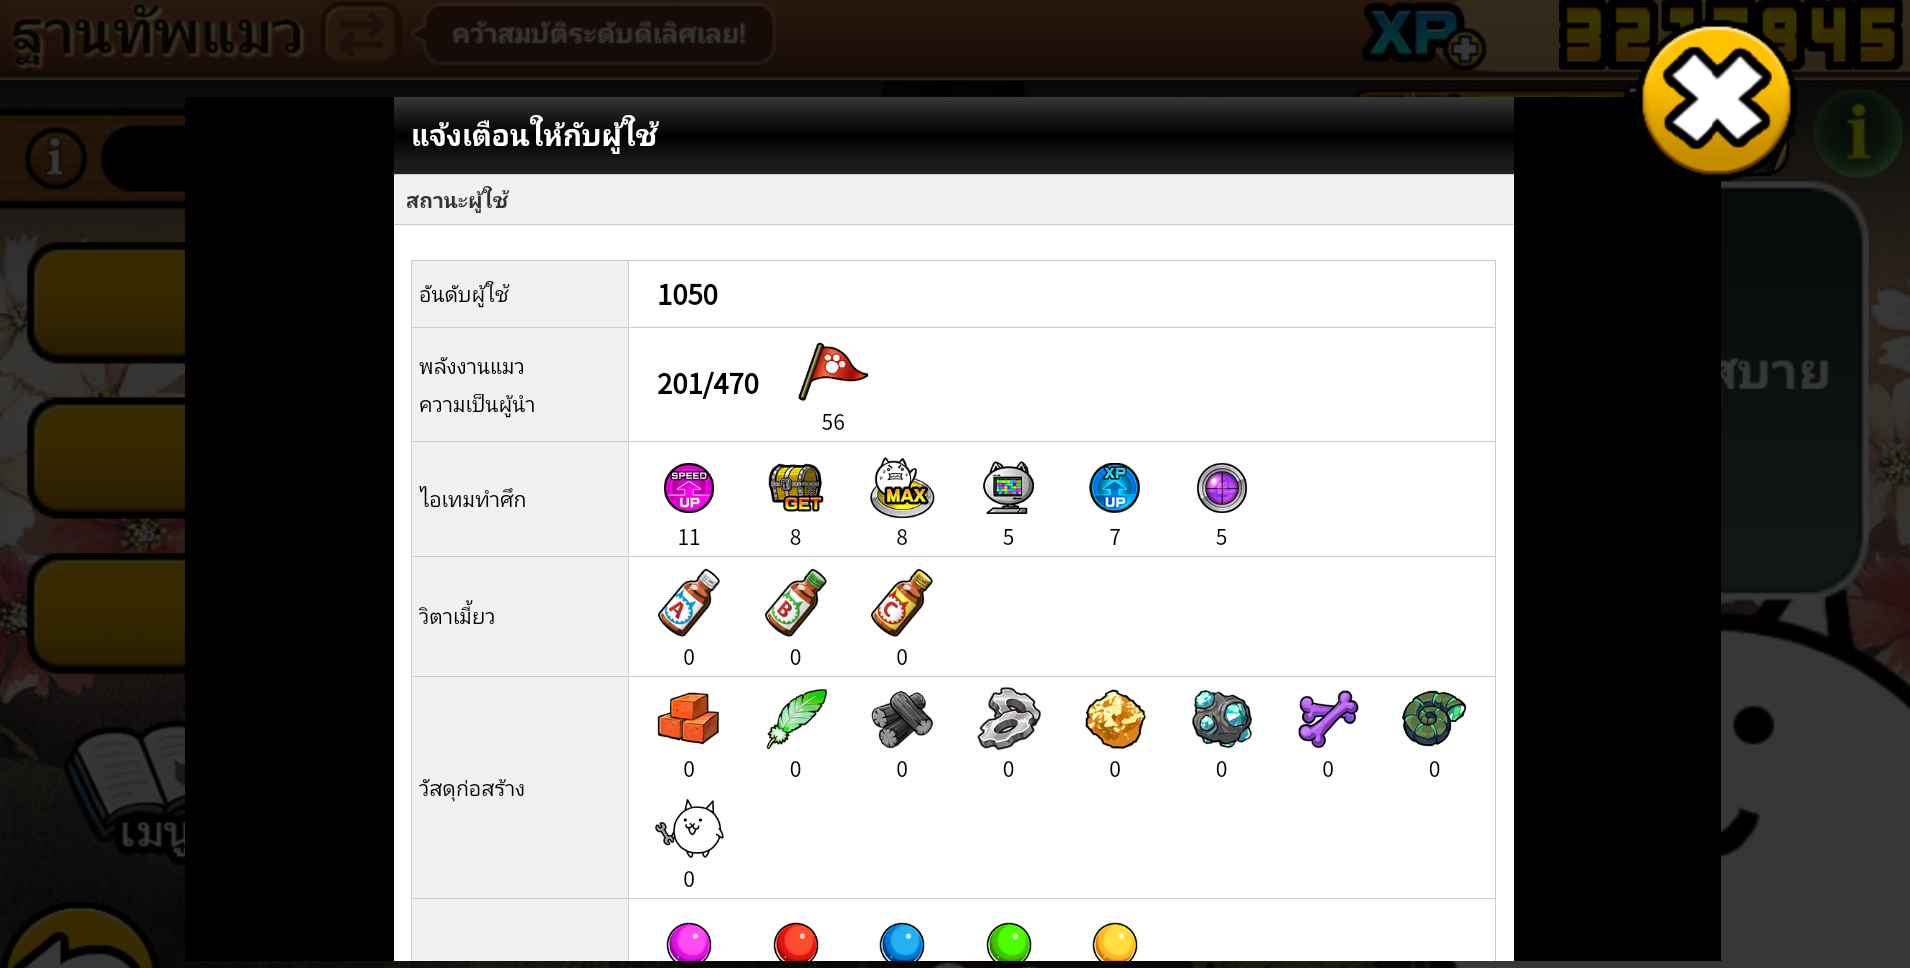 ฐานทัพแมว
คว้าสมบัติระดับดีเลิศเลย!
XP
แจ้งเตือนให้กับผู้ใช้
สถานะผู้ใช้
อันดับผู้ใช้ 1050
พลังงานแมว
ความเป็นผู้นำ
201/470
56
ไอเทมทำศึก
SPEED UP GET MAX XP UP
11 8 8 5 7 5
วิตาเมี้ยว
A B C
0 0 0
วัสดุก่อสร้าง
0 0 0 0 0 0 0 0
0
สบาย